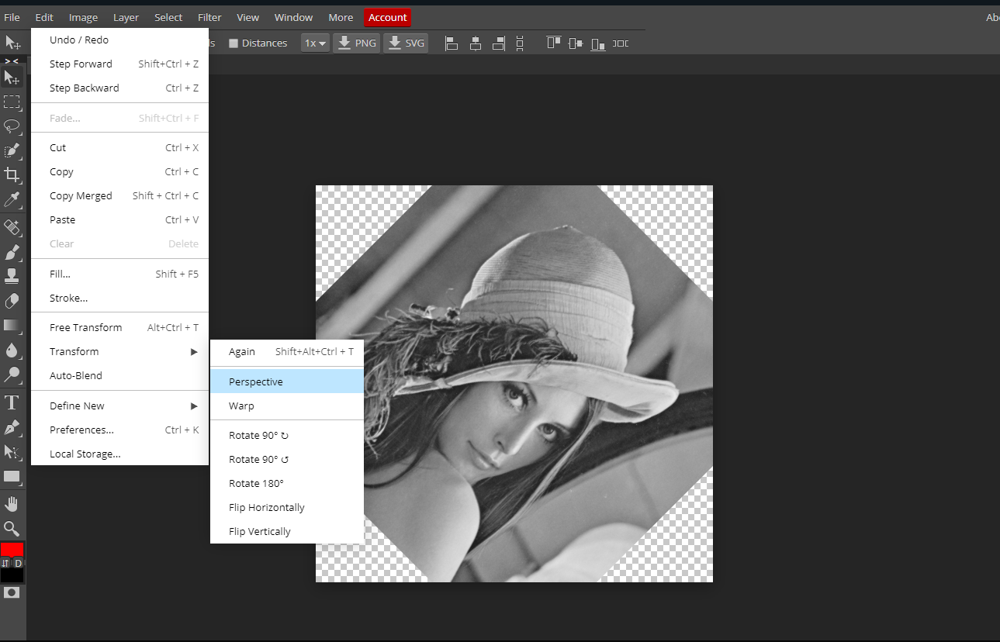 File Edit Image Layer Select Filter View Window More Account Ab
ls Distances 1x PNG SVG
Undo / Redo
Step Forward Shift+Ctrl + Z
Step Backward Ctrl + Z
Fade... Shift+Ctrl + F
Cut Ctrl + X
Copy Ctrl + C
Copy Merged Shift + Ctrl + C
Paste Ctrl + V
Clear Delete
Fill... Shift + F5
Stroke...
Free Transform Alt+Ctrl + T
Transform
Auto-Blend
Define New
Preferences... Ctrl + K
Local Storage...
Again Shift+Alt+Ctrl + T
Perspective
Warp
Rotate 90° ↻
Rotate 90° ↺
Rotate 180°
Flip Horizontally
Flip Vertically
D